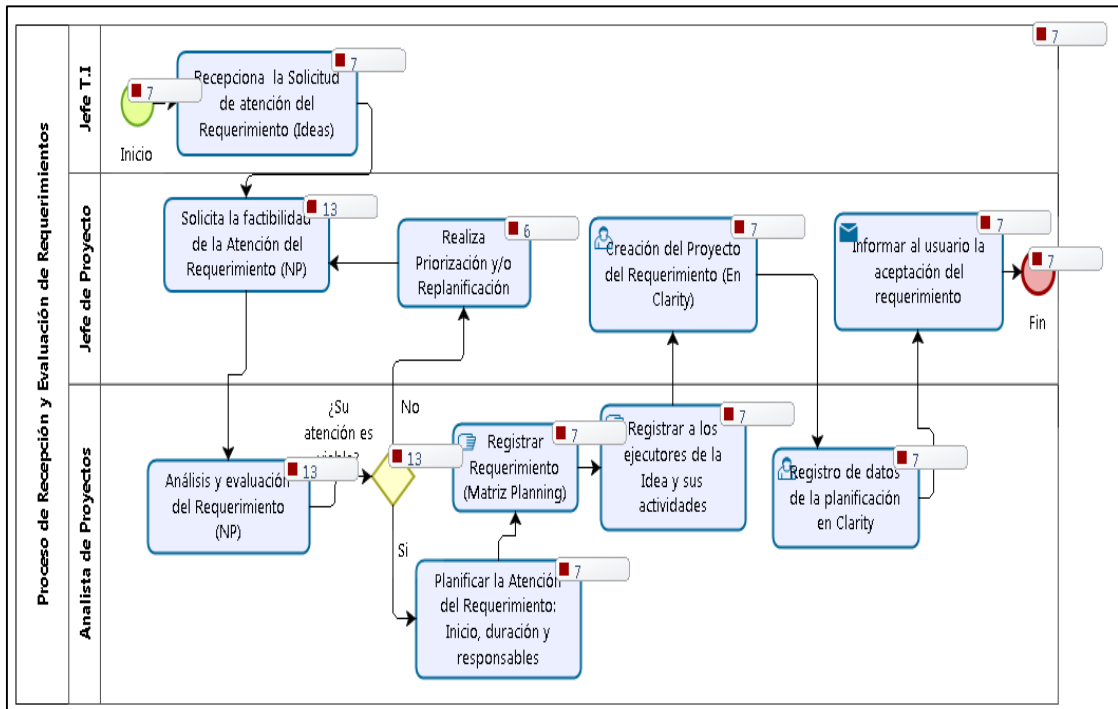 Proceso de Recepción y Evaluación de Requerimientos
Jefe T.I
7
7
Inicio
7
Recepciona la Solicitud
de atención del
Requerimiento (Ideas)
Jefe de Proyecto
13
Solicita la factibilidad
de la Atención del
Requerimiento (NP)
6
Realiza
Priorización y/o
Replanificación
7
Creación del Proyecto
del Requerimiento (En
Clarity)
7
Informar al usuario la
aceptación del
requerimiento
7
Fin
Analista de Proyectos
13
Análisis y evaluación
del Requerimiento
(NP)
¿Su
atención es
viable?
13
No
Si
7
Registrar
Requerimiento
(Matriz Planning)
7
Registrar a los
ejecutores de la
Idea y sus
actividades
7
Registro de datos
de la planificación
en Clarity
7
Planificar la Atención
del Requerimiento:
Inicio, duración y
responsables